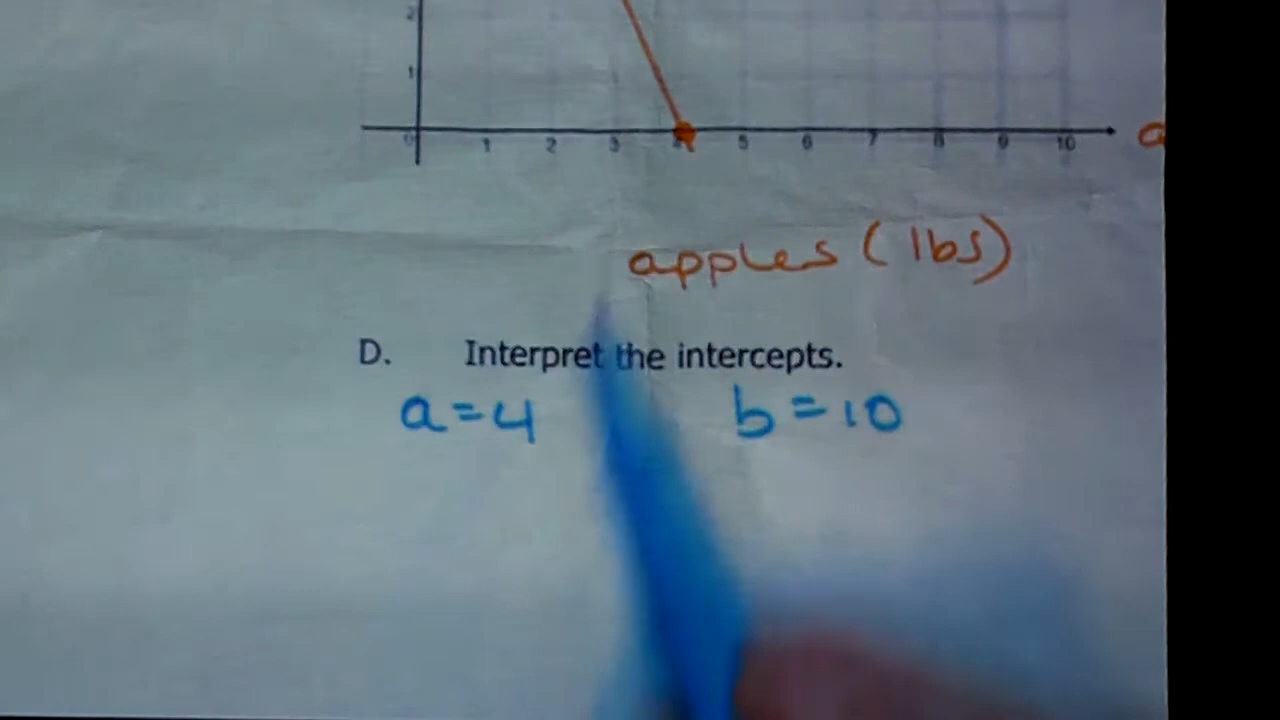 2
1
0 1 2 3 4 5 6 7 8 9 10 a
apples (lbs)
D. Interpret the intercepts.
a=4 b=10